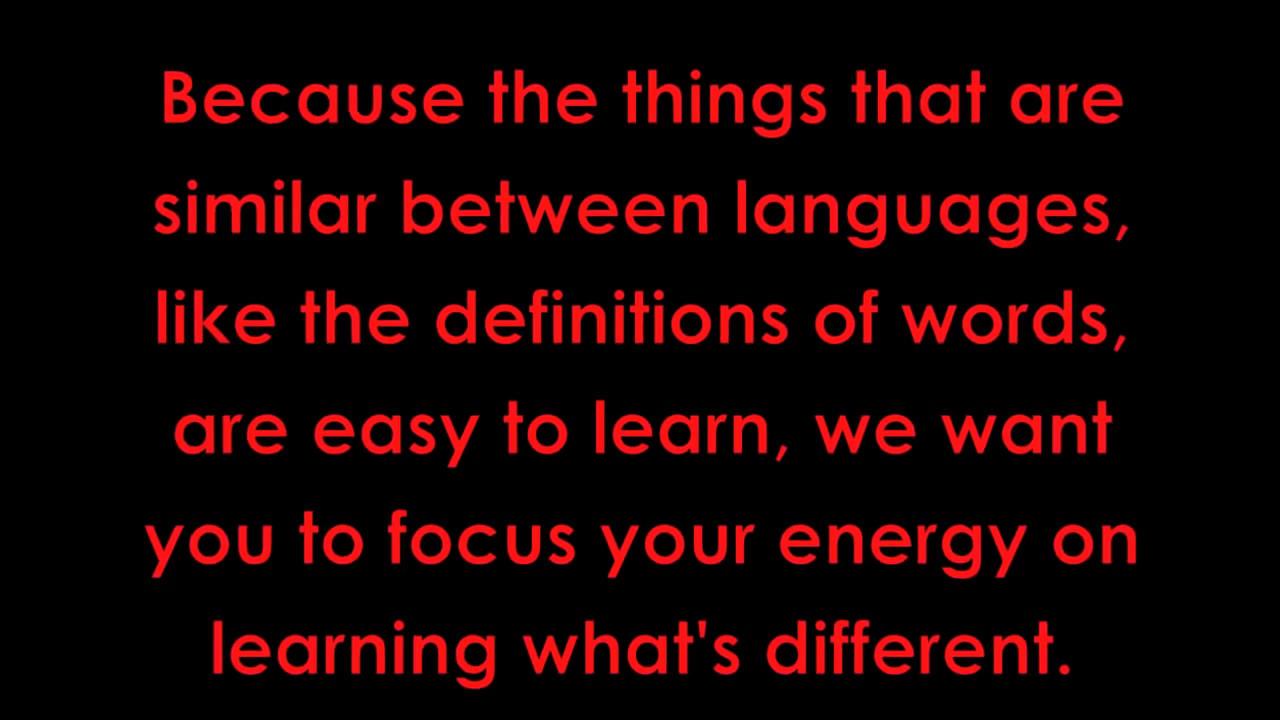 Because the things that are
similar between languages,
like the definitions of words,
are easy to learn, we want
you to focus your energy on
learning what's different.